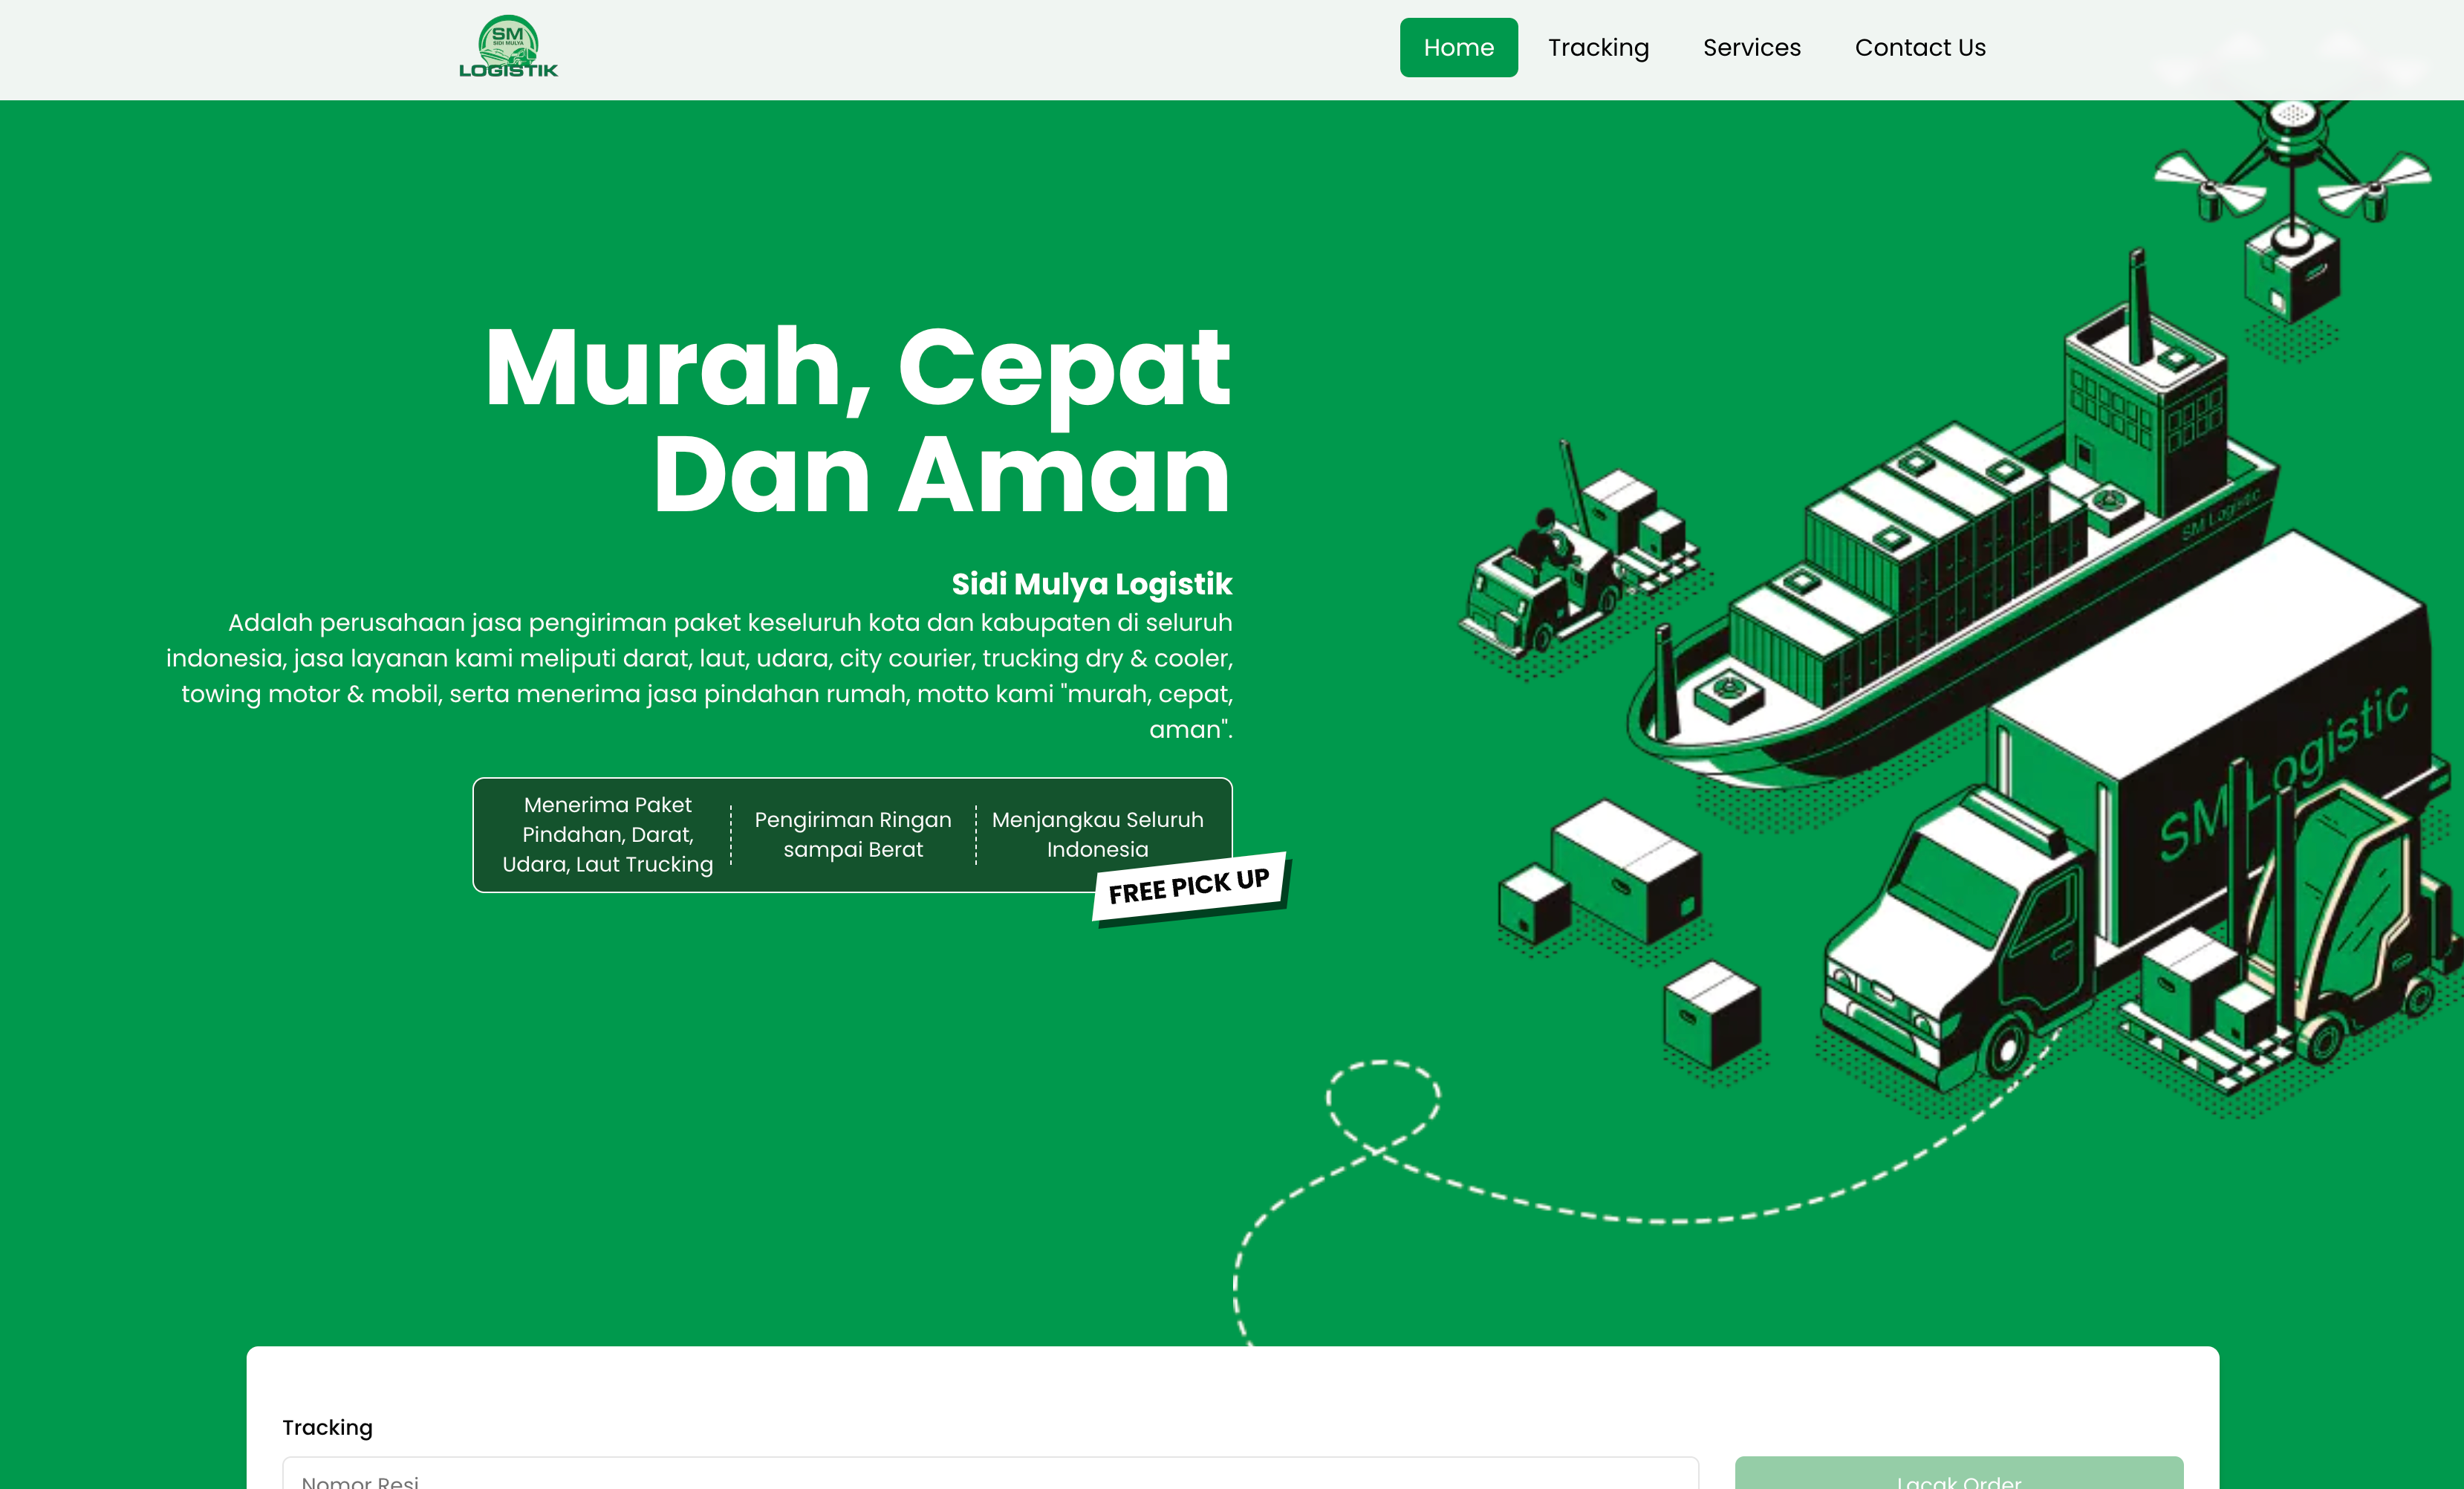 SM
SIDI MULYA
LOGISTIK
Home
Tracking
Services
Contact Us
Murah, Cepat
Dan Aman
Sidi Mulya Logistik
Adalah perusahaan jasa pengiriman paket keseluruh kota dan kabupaten di seluruh
indonesia, jasa layanan kami meliputi darat, laut, udara, city courier, trucking dry & cooler,
towing motor & mobil, serta menerima jasa pindahan rumah, motto kami "murah, cepat,
aman".
Menerima Paket
Pindahan, Darat,
Udara, Laut Trucking
Pengiriman Ringan
sampai Berat
Menjangkau Seluruh
Indonesia
FREE PICK UP
SM Logistic
SM Logistic
Tracking
Nomor Resi
Lacak Order